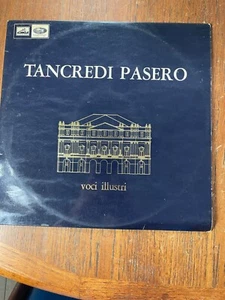 TANCREDI PASERO
voci illustri